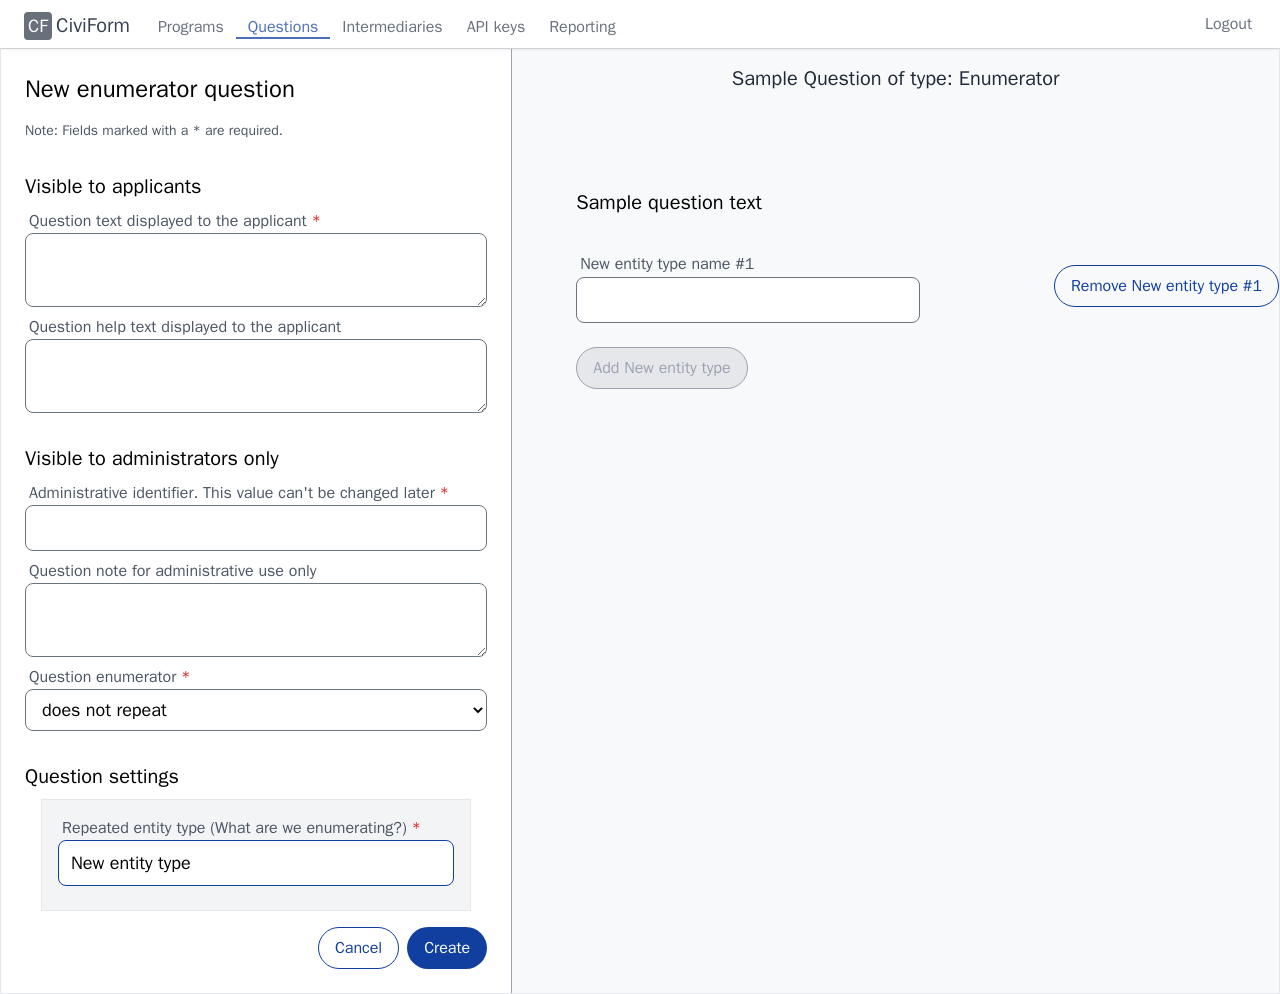 CF CiviForm Programs Questions Intermediaries API keys Reporting Logout
New enumerator question
Note: Fields marked with a * are required.
Visible to applicants
Question text displayed to the applicant *
Question help text displayed to the applicant
Visible to administrators only
Administrative identifier. This value can't be changed later *
Question note for administrative use only
Question enumerator *
does not repeat
Question settings
Repeated entity type (What are we enumerating?) *
New entity type
Cancel Create
Sample Question of type: Enumerator
Sample question text
New entity type name #1
Remove New entity type #1
Add New entity type